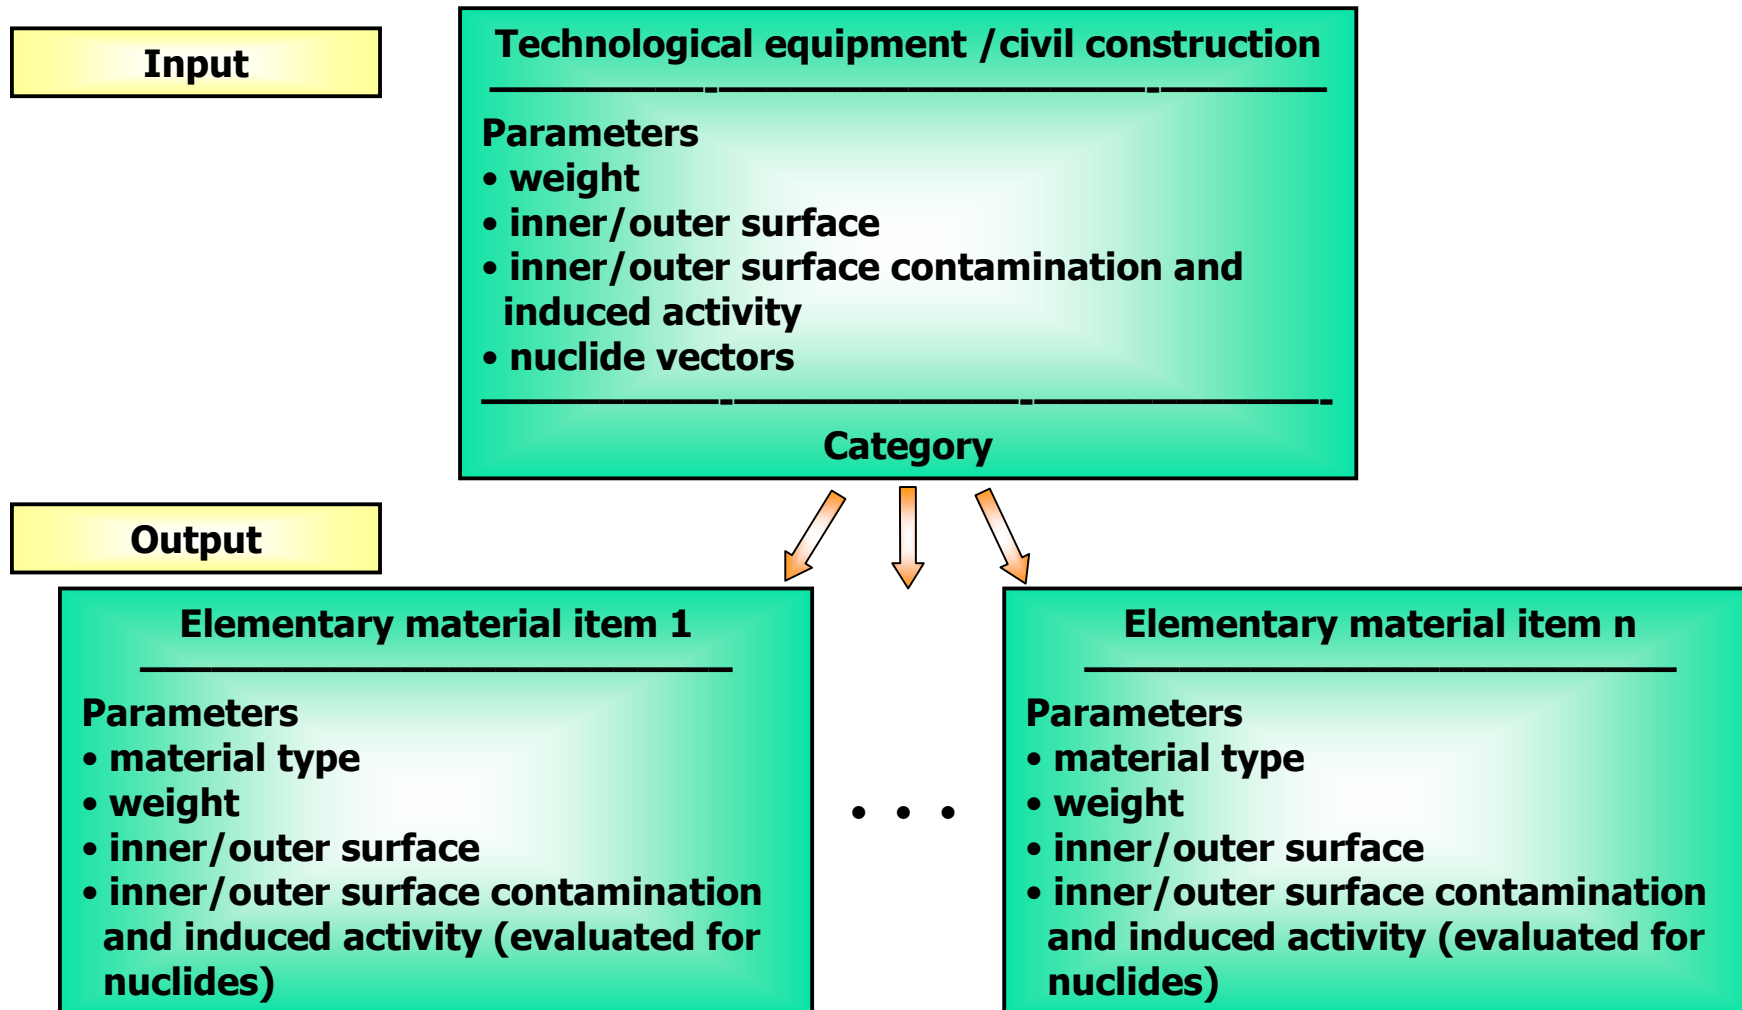 Input
Technological equipment /civil construction
Parameters
• weight
• inner/outer surface
• inner/outer surface contamination and
induced activity
• nuclide vectors
Category
Output
Elementary material item 1
Parameters
• material type
• weight
• inner/outer surface
• inner/outer surface contamination
and induced activity (evaluated for
nuclides)
• • •
Elementary material item n
Parameters
• material type
• weight
• inner/outer surface
• inner/outer surface contamination
and induced activity (evaluated for
nuclides)